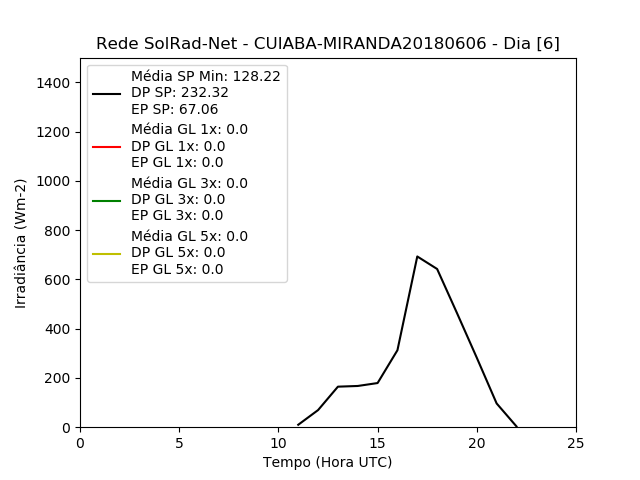 Rede SolRad-Net - CUIABA-MIRANDA20180606 - Dia [6]
Média SP Min: 128.22
DP SP: 232.32
EP SP: 67.06
Média GL 1x: 0.0
DP GL 1x: 0.0
EP GL 1x: 0.0
Média GL 3x: 0.0
DP GL 3x: 0.0
EP GL 3x: 0.0
Média GL 5x: 0.0
DP GL 5x: 0.0
EP GL 5x: 0.0
1400
1200
1000
800
600
400
200
0
Irradiância (Wm-2)
0 5 10 15 20 25
Tempo (Hora UTC)